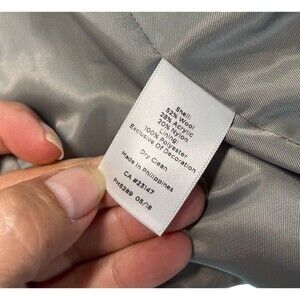 Shell:
52% Wool
28% Acrylic
20% Nylon
Lining:
100% Polyester
Exclusive Of Decoration
Dry Clean
Made in Philippines
CA #23147
PH5289 05/18